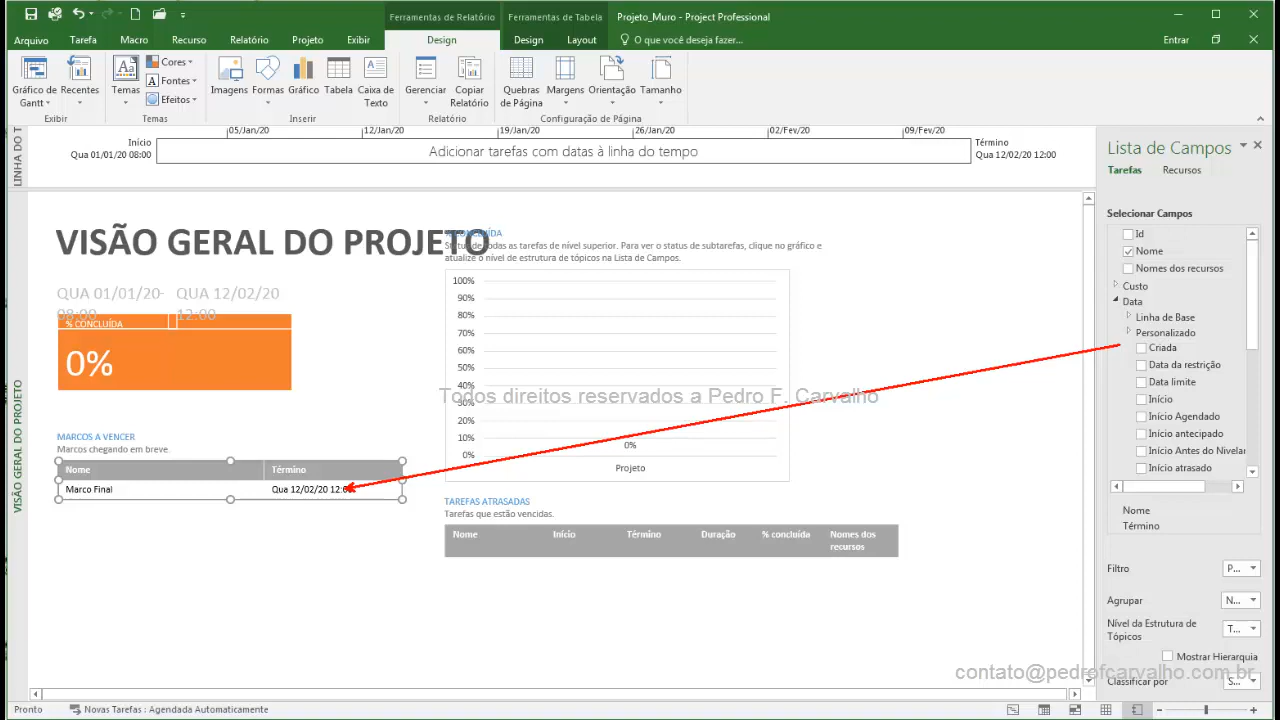 Ferramentas de Relatório
Ferramentas de Tabela
Projeto_Muro - Project Professional
Arquivo
Tarefa
Macro
Recurso
Relatório
Projeto
Exibir
Design
Design
Layout
O que você deseja fazer...
Entrar
Gráfico de Gantt
Recentes
Exibir
Temas
Cores
Fontes
Efeitos
Temas
Imagens
Formas
Gráfico
Tabela
Caixa de Texto
Inserir
Gerenciar
Copiar Relatório
Relatório
Quebras de Página
Margens
Orientação
Tamanho
Configuração de Página
LINHA DO T
05/Jan/20
12/Jan/20
19/Jan/20
26/Jan/20
02/Fev/20
09/Fev/20
Início
Qua 01/01/20 08:00
Adicionar tarefas com datas à linha do tempo
Término
Qua 12/02/20 12:00
VISÃO GERAL DO PROJETO
VISÃO GERAL DO PROJETO
QUA 01/01/20 08:00
QUA 12/02/20 12:00
% CONCLUÍDA
0%
MARCOS A VENCER
Marcos chegando em breve.
Nome
Término
Marco Final
Qua 12/02/20 12:
% CONCLUÍDA
Status de todas as tarefas de nível superior. Para ver o status de subtarefas, clique no gráfico e
atualize o nível de estrutura de tópicos na Lista de Campos.
100%
90%
80%
70%
60%
50%
40%
30%
20%
10%
0%
0%
Projeto
Todos direitos reservados a Pedro F. Carvalho
TAREFAS ATRASADAS
Tarefas que estão vencidas.
Nome
Início
Término
Duração
% concluída
Nomes dos recursos
Lista de Campos
Tarefas
Recursos
Selecionar Campos
Id
Nome
Nomes dos recursos
Custo
Data
Linha de Base
Personalizado
Criada
Data da restrição
Data limite
Início
Início Agendado
Início antecipado
Início Antes do Nivelar
Início atrasado
Nome
Término
Filtro
P...
Agrupar
N...
Nível da Estrutura de
Tópicos
T...
Mostrar Hierarquia
contato@pedrofcarvalho.com.br
Classificar por
S...
Pronto
Novas Tarefas : Agendada Automaticamente